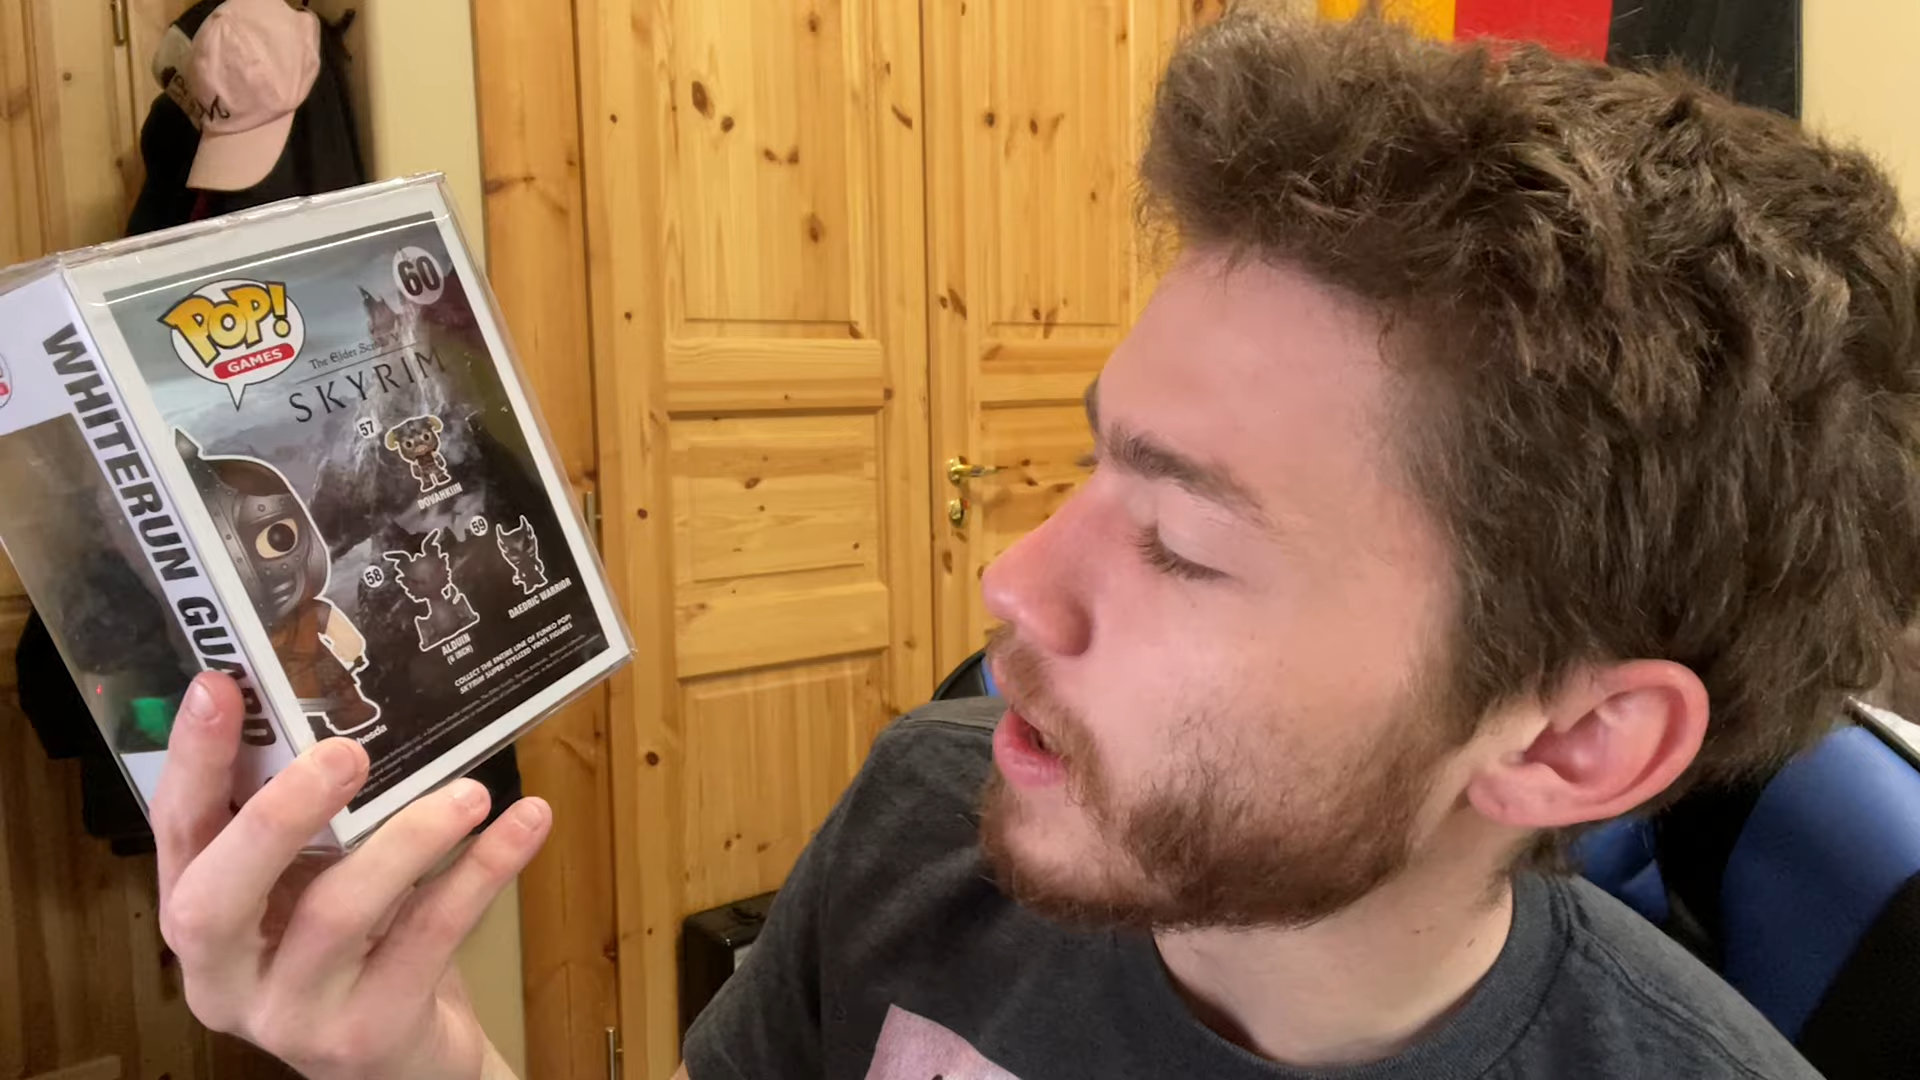 WHITERUN GUARD
POP!
GAMES
60
The Elder Scrolls V
SKYRIM
57
DOVAHKIIN
58
ALDUIN
(6 INCH)
59
DAEDRIC WARRIOR
COLLECT THE ENTIRE LINE OF FUNKO POP!
SKYRIM SUPER-STYLIZED VINYL FIGURES